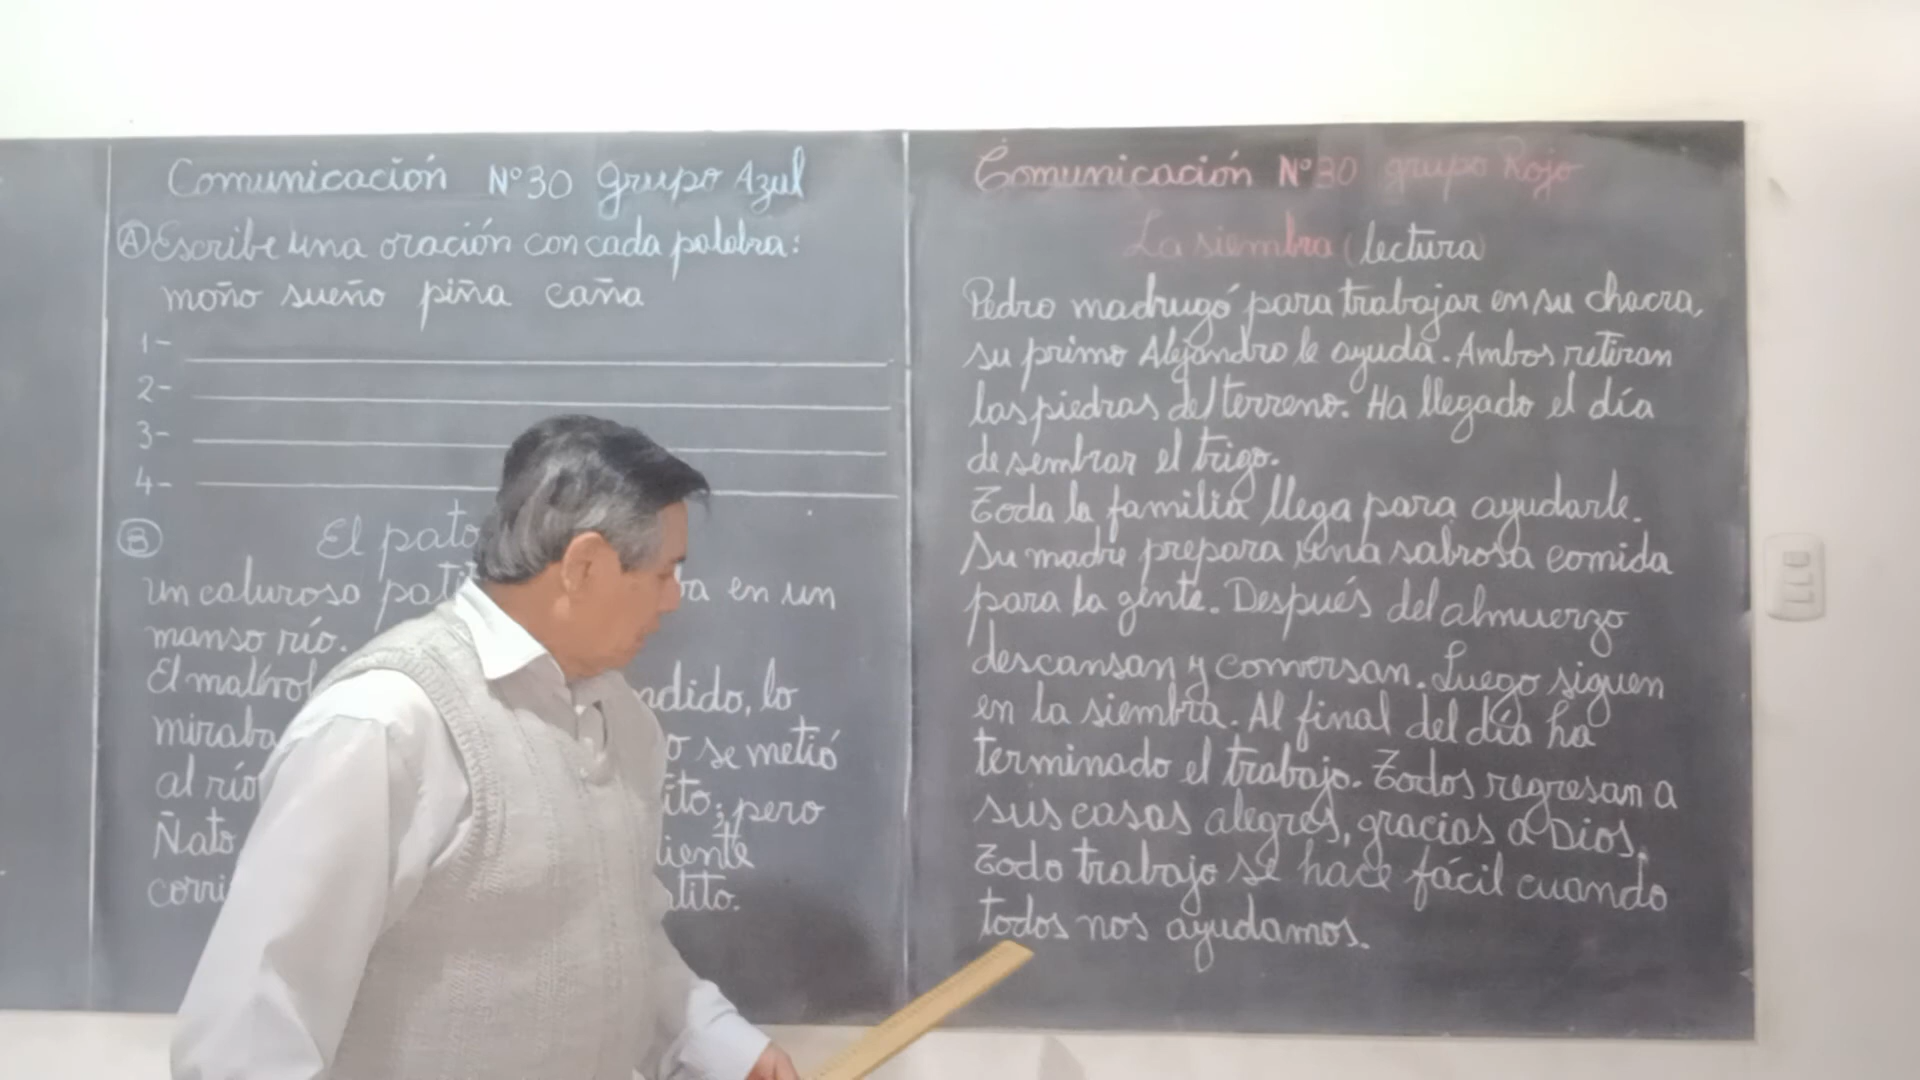 Comunicación N° 30 grupo Azul
A Escribe una oración con cada palabra:
moño sueño piña caña
1-
2-
3-
4-
B El pato
Un caluroso en un
manso río.
lo
miraba se metió
al río pero
Ñato
Comunicación N° 30 grupo Rojo
La siembra (lectura)
Pedro madrugó para trabajar en su chacra,
su primo Alejandro le ayuda. Ambos retiran
las piedras del terreno. Ha llegado el día
de sembrar el trigo.
Toda la familia llega para ayudarle.
Su madre prepara una sabrosa comida
para la gente. Después del almuerzo
descansan y conversan. Luego siguen
en la siembra. Al final del día ha
terminado el trabajo. Todos regresan a
sus casas alegres, gracias a Dios.
Todo trabajo se hace fácil cuando
todos nos ayudamos.